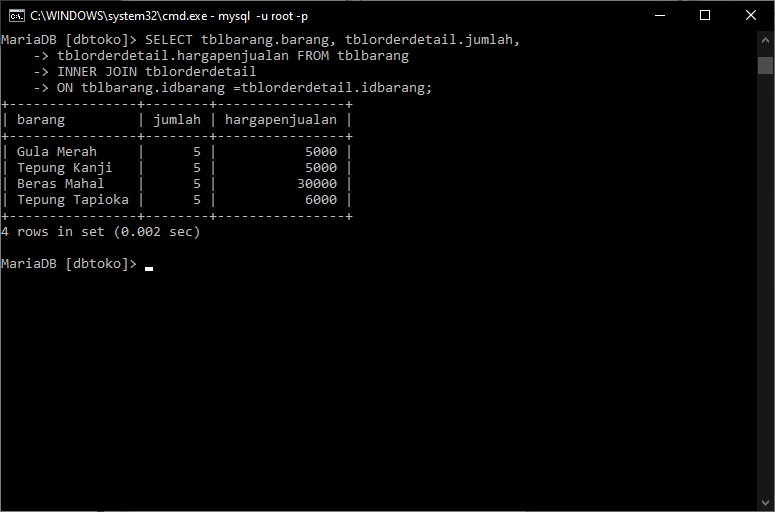 C:\WINDOWS\system32\cmd.exe - mysql  -u root -p
MariaDB [dbtoko]> SELECT tblbarang.barang, tblorderdetail.jumlah,
    -> tblorderdetail.hargapenjualan FROM tblbarang
    -> INNER JOIN tblorderdetail
    -> ON tblbarang.idbarang =tblorderdetail.idbarang;
+----------------+--------+----------------+
| barang         | jumlah | hargapenjualan |
+----------------+--------+----------------+
| Gula Merah     |      5 |           5000 |
| Tepung Kanji   |      5 |           5000 |
| Beras Mahal    |      5 |          30000 |
| Tepung Tapioka |      5 |           6000 |
+----------------+--------+----------------+
4 rows in set (0.002 sec)
MariaDB [dbtoko]>